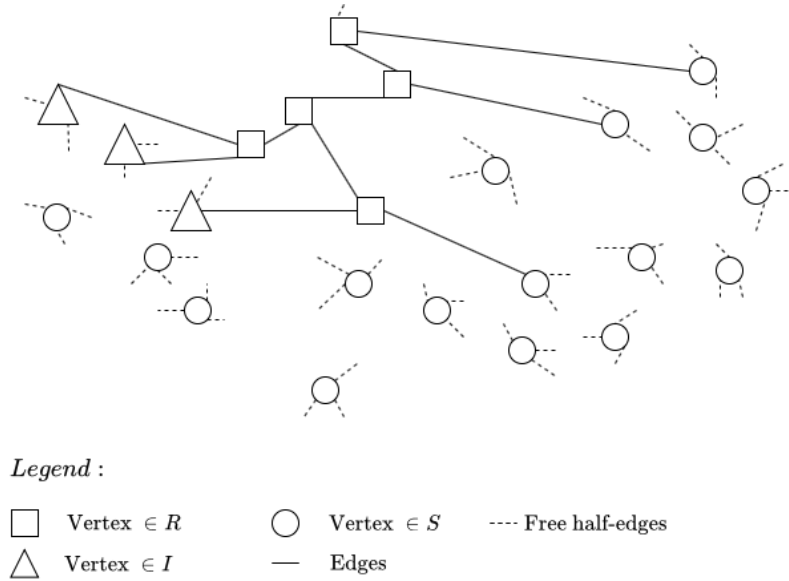 Legend :
Vertex ∈ R
Vertex ∈ S
Free half-edges
Vertex ∈ I
Edges